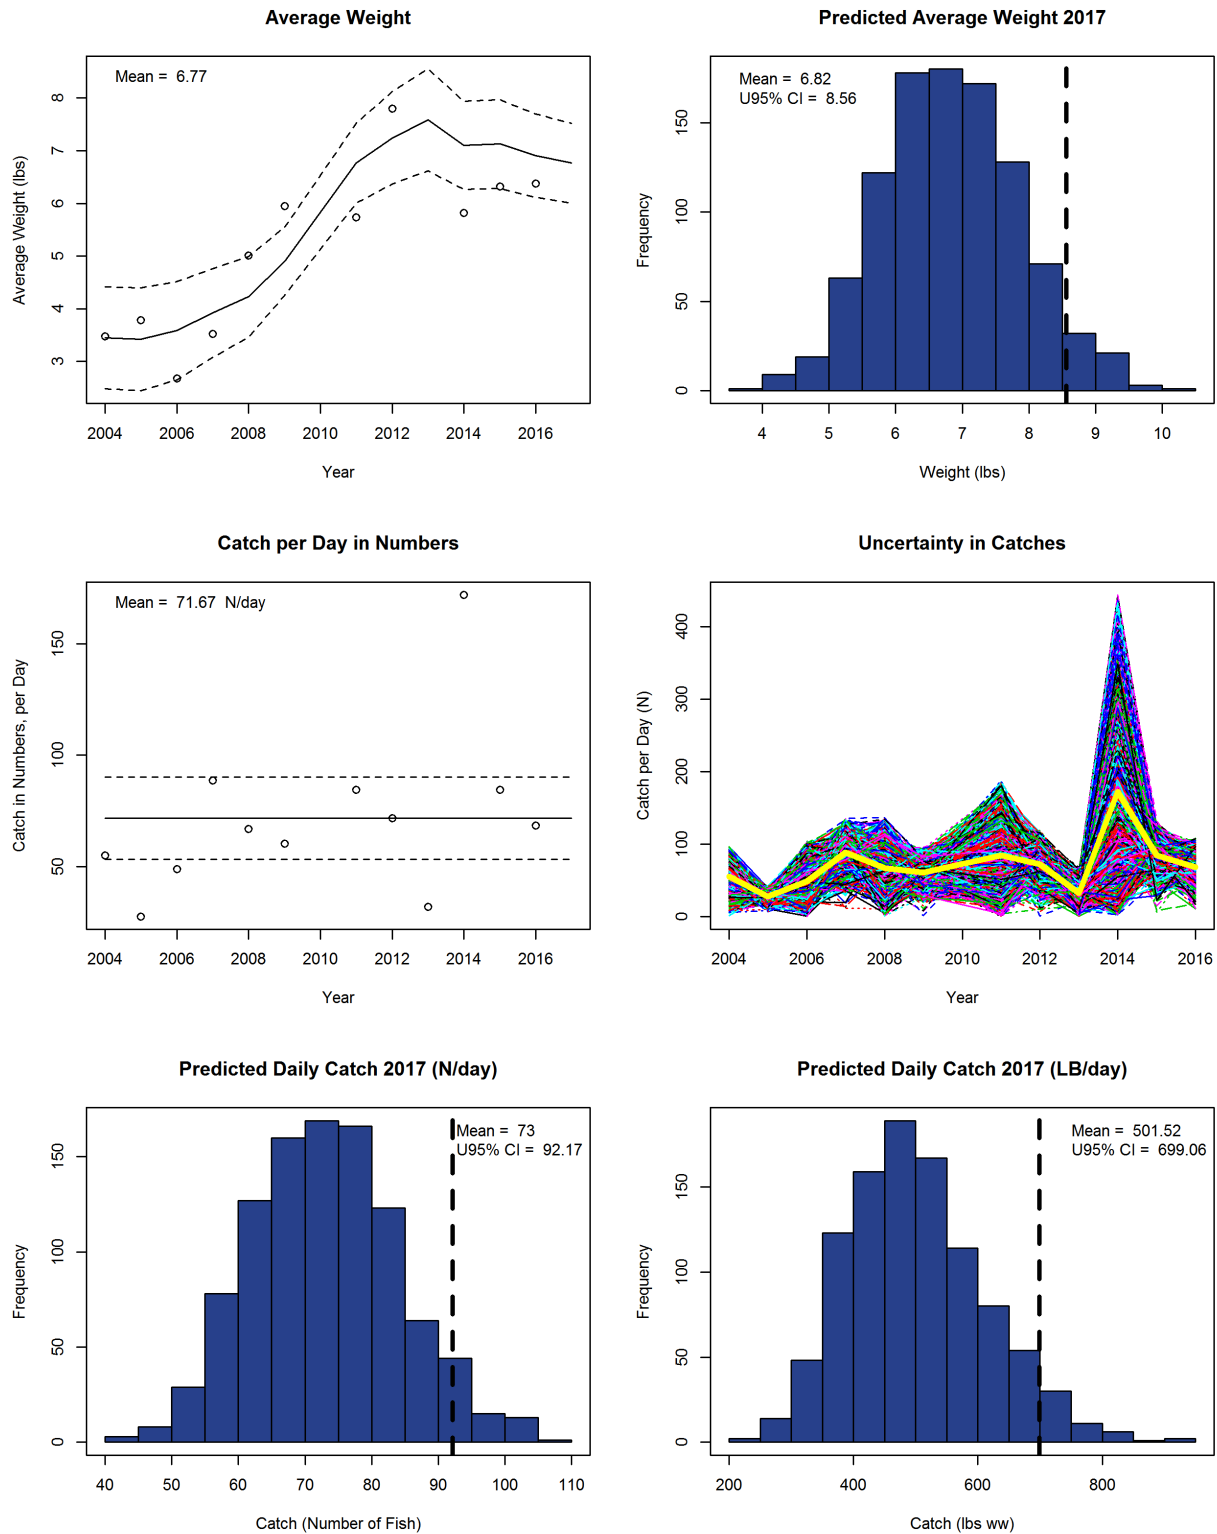 Average Weight
Mean = 6.77
Average Weight (lbs)
3 4 5 6 7 8
2004 2006 2008 2010 2012 2014 2016
Year
Predicted Average Weight 2017
Mean = 6.82
U95% CI = 8.56
Frequency
0 50 100 150
4 5 6 7 8 9 10
Weight (lbs)
Catch per Day in Numbers
Mean = 71.67 N/day
Catch in Numbers, per Day
50 100 150
2004 2006 2008 2010 2012 2014 2016
Year
Uncertainty in Catches
Catch per Day (N)
0 100 200 300 400
2004 2006 2008 2010 2012 2014 2016
Year
Predicted Daily Catch 2017 (N/day)
Mean = 73
U95% CI = 92.17
Frequency
0 50 100 150
40 50 60 70 80 90 100 110
Catch (Number of Fish)
Predicted Daily Catch 2017 (LB/day)
Mean = 501.52
U95% CI = 699.06
Frequency
0 50 100 150
200 400 600 800
Catch (lbs ww)